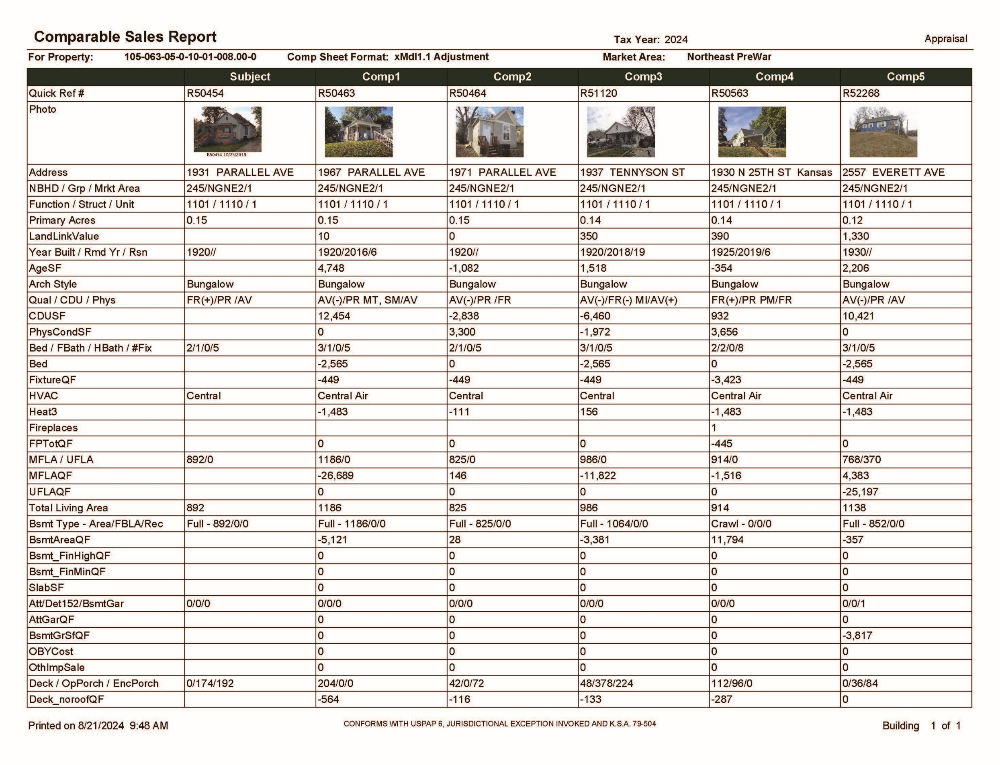 Comparable Sales Report Tax Year: 2024 Appraisal
For Property: 105-063-05-0-10-01-008.00-0 Comp Sheet Format: xMdl1.1 Adjustment Market Area: Northeast PreWar
Subject Comp1 Comp2 Comp3 Comp4 Comp5
Quick Ref # R50454 R50463 R50464 R51120 R50563 R52268
Photo
R50454 10/25/2019
Address 1931 PARALLEL AVE 1967 PARALLEL AVE 1971 PARALLEL AVE 1937 TENNYSON ST 1930 N 25TH ST Kansas 2557 EVERETT AVE
NBHD / Grp / Mrkt Area 245/NGNE2/1 245/NGNE2/1 245/NGNE2/1 245/NGNE2/1 245/NGNE2/1 245/NGNE2/1
Function / Struct / Unit 1101 / 1110 / 1 1101 / 1110 / 1 1101 / 1110 / 1 1101 / 1110 / 1 1101 / 1110 / 1 1101 / 1110 / 1
Primary Acres 0.15 0.15 0.15 0.14 0.14 0.12
LandLinkValue 10 0 350 390 1,330
Year Built / Rmd Yr / Rsn 1920// 1920/2016/6 1920// 1920/2018/19 1925/2019/6 1930//
AgeSF 4,748 -1,082 1,518 -354 2,206
Arch Style Bungalow Bungalow Bungalow Bungalow Bungalow Bungalow
Qual / CDU / Phys FR(+)/PR /AV AV(-)/PR MT, SM/AV AV(-)/PR /FR AV(-)/FR(-) MI/AV(+) FR(+)/PR PM/FR AV(-)/PR /AV
CDUSF 12,454 -2,838 -6,460 932 10,421
PhysCondSF 0 3,300 -1,972 3,656 0
Bed / FBath / HBath / #Fix 2/1/0/5 3/1/0/5 2/1/0/5 3/1/0/5 2/2/0/8 3/1/0/5
Bed -2,565 0 -2,565 0 -2,565
FixtureQF -449 -449 -449 -3,423 -449
HVAC Central Central Air Central Central Central Air Central Air
Heat3 -1,483 -111 156 -1,483 -1,483
Fireplaces 1
FPTotQF 0 0 0 -445 0
MFLA / UFLA 892/0 1186/0 825/0 986/0 914/0 768/370
MFLAQF -26,689 146 -11,822 -1,516 4,383
UFLAQF 0 0 0 0 -25,197
Total Living Area 892 1186 825 986 914 1138
Bsmt Type - Area/FBLA/Rec Full - 892/0/0 Full - 1186/0/0 Full - 825/0/0 Full - 1064/0/0 Crawl - 0/0/0 Full - 852/0/0
BsmtAreaQF -5,121 28 -3,381 11,794 -357
Bsmt_FinHighQF 0 0 0 0 0
Bsmt_FinMinQF 0 0 0 0 0
SlabSF 0 0 0 0 0
Att/Det152/BsmtGar 0/0/0 0/0/0 0/0/0 0/0/0 0/0/0 0/0/1
AttGarQF 0 0 0 0 0
BsmtGrSfQF 0 0 0 0 -3,817
OBYCost 0 0 0 0 0
OthImpSale 0 0 0 0 0
Deck / OpPorch / EncPorch 0/174/192 204/0/0 42/0/72 48/378/224 112/96/0 0/36/84
Deck_noroofQF -564 -116 -133 -287 0
Printed on 8/21/2024 9:48 AM CONFORMS WITH USPAP 6, JURISDICTIONAL EXCEPTION INVOKED AND K.S.A. 79-504 Building 1 of 1